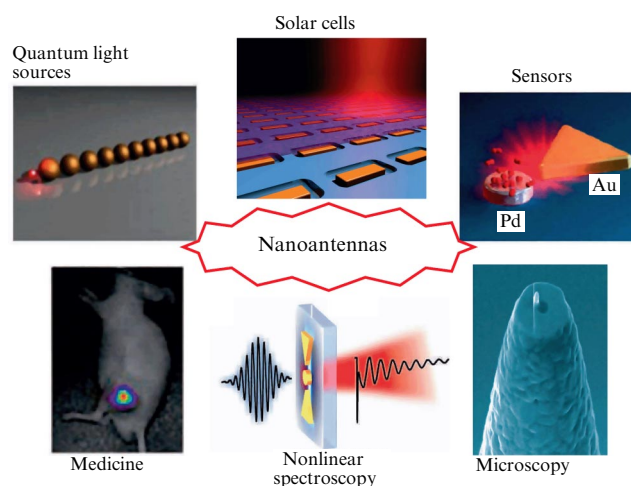 Solar cells
Quantum light
sources
Sensors
Au
Pd
Nanoantennas
Medicine
Nonlinear
spectroscopy
Microscopy